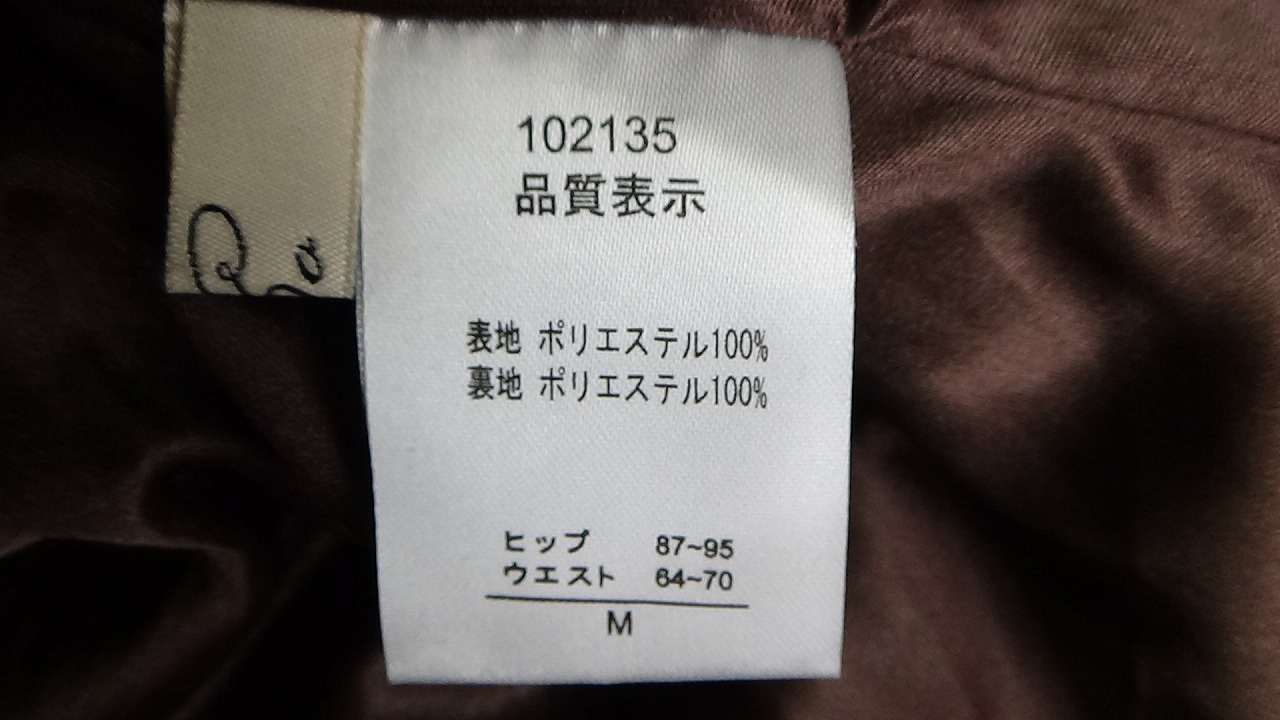 102135
品質表示
表地 ポリエステル100%
裏地 ポリエステル100%
ヒップ 87~95
ウエスト 64~70
M